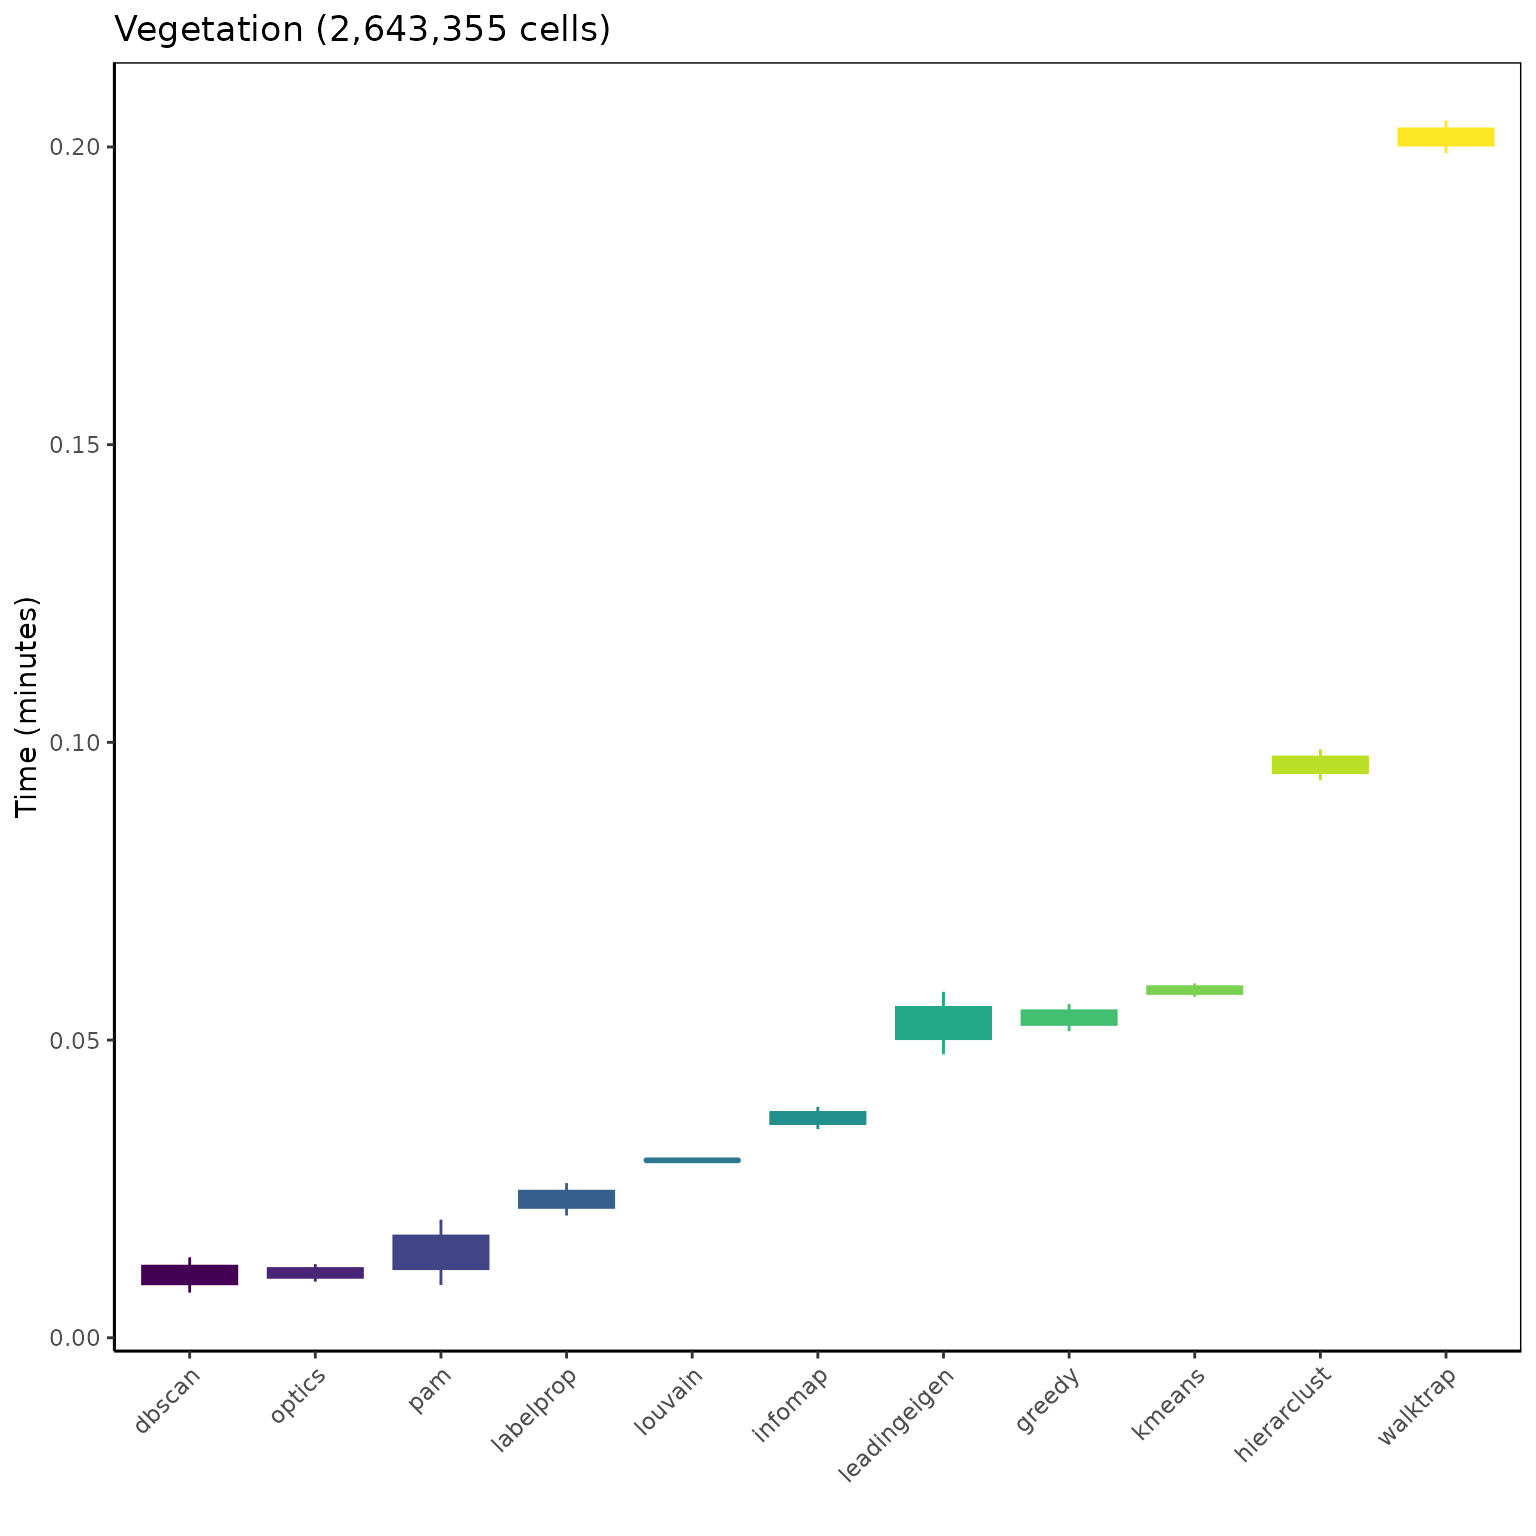 Vegetation (2,643,355 cells)
Time (minutes)
0.20
0.15
0.10
0.05
0.00
dbscan
optics
pam
labelprop
louvain
infomap
leadingeigen
greedy
kmeans
hierarclust
walktrap